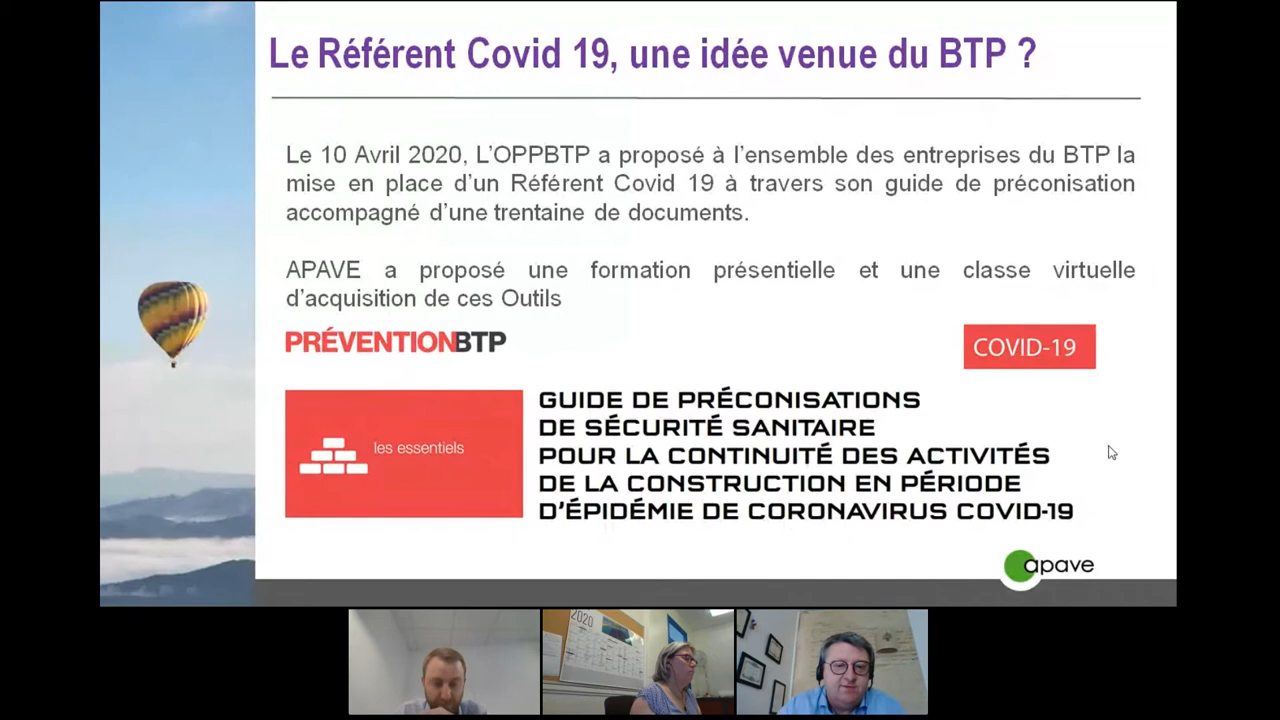 Le Référent Covid 19, une idée venue du BTP ?
Le 10 Avril 2020, L'OPPBTP a proposé à l'ensemble des entreprises du BTP la
mise en place d'un Référent Covid 19 à travers son guide de préconisation
accompagné d'une trentaine de documents.
APAVE a proposé une formation présentielle et une classe virtuelle
d'acquisition de ces Outils
PRÉVENTIONBTP
COVID-19
les essentiels
GUIDE DE PRÉCONISATIONS
DE SÉCURITÉ SANITAIRE
POUR LA CONTINUITÉ DES ACTIVITÉS
DE LA CONSTRUCTION EN PÉRIODE
D'ÉPIDÉMIE DE CORONAVIRUS COVID-19
apave
2020